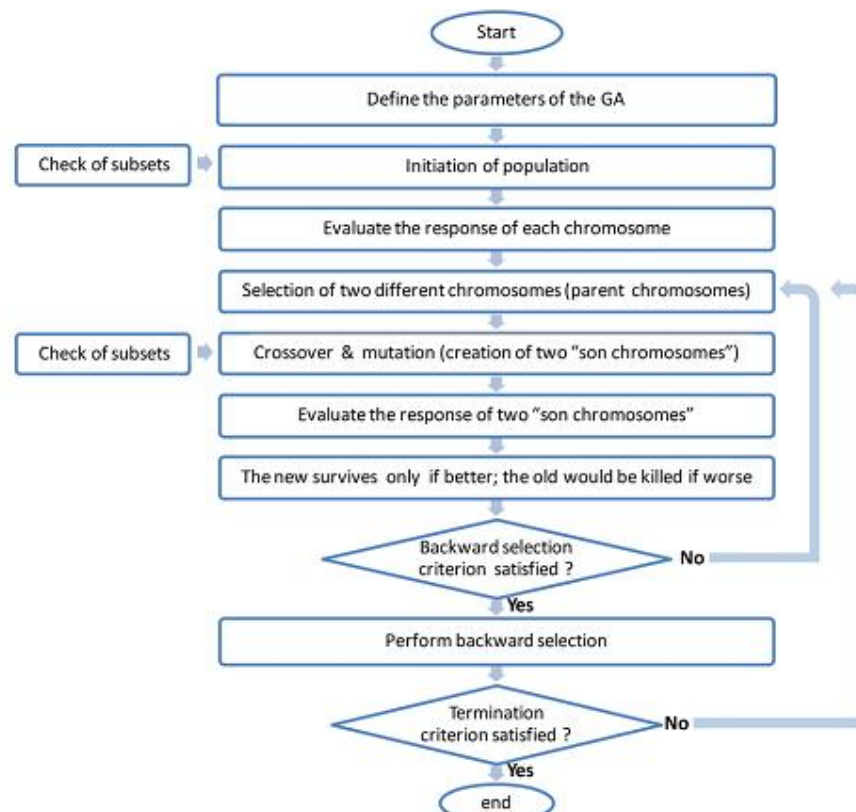 Start
Define the parameters of the GA
Check of subsets
Initiation of population
Evaluate the response of each chromosome
Selection of two different chromosomes (parent chromosomes)
Check of subsets
Crossover & mutation (creation of two "son chromosomes")
Evaluate the response of two "son chromosomes"
The new survives only if better; the old would be killed if worse
Backward selection
criterion satisfied ?
No
Yes
Perform backward selection
Termination
criterion satisfied ?
No
Yes
end